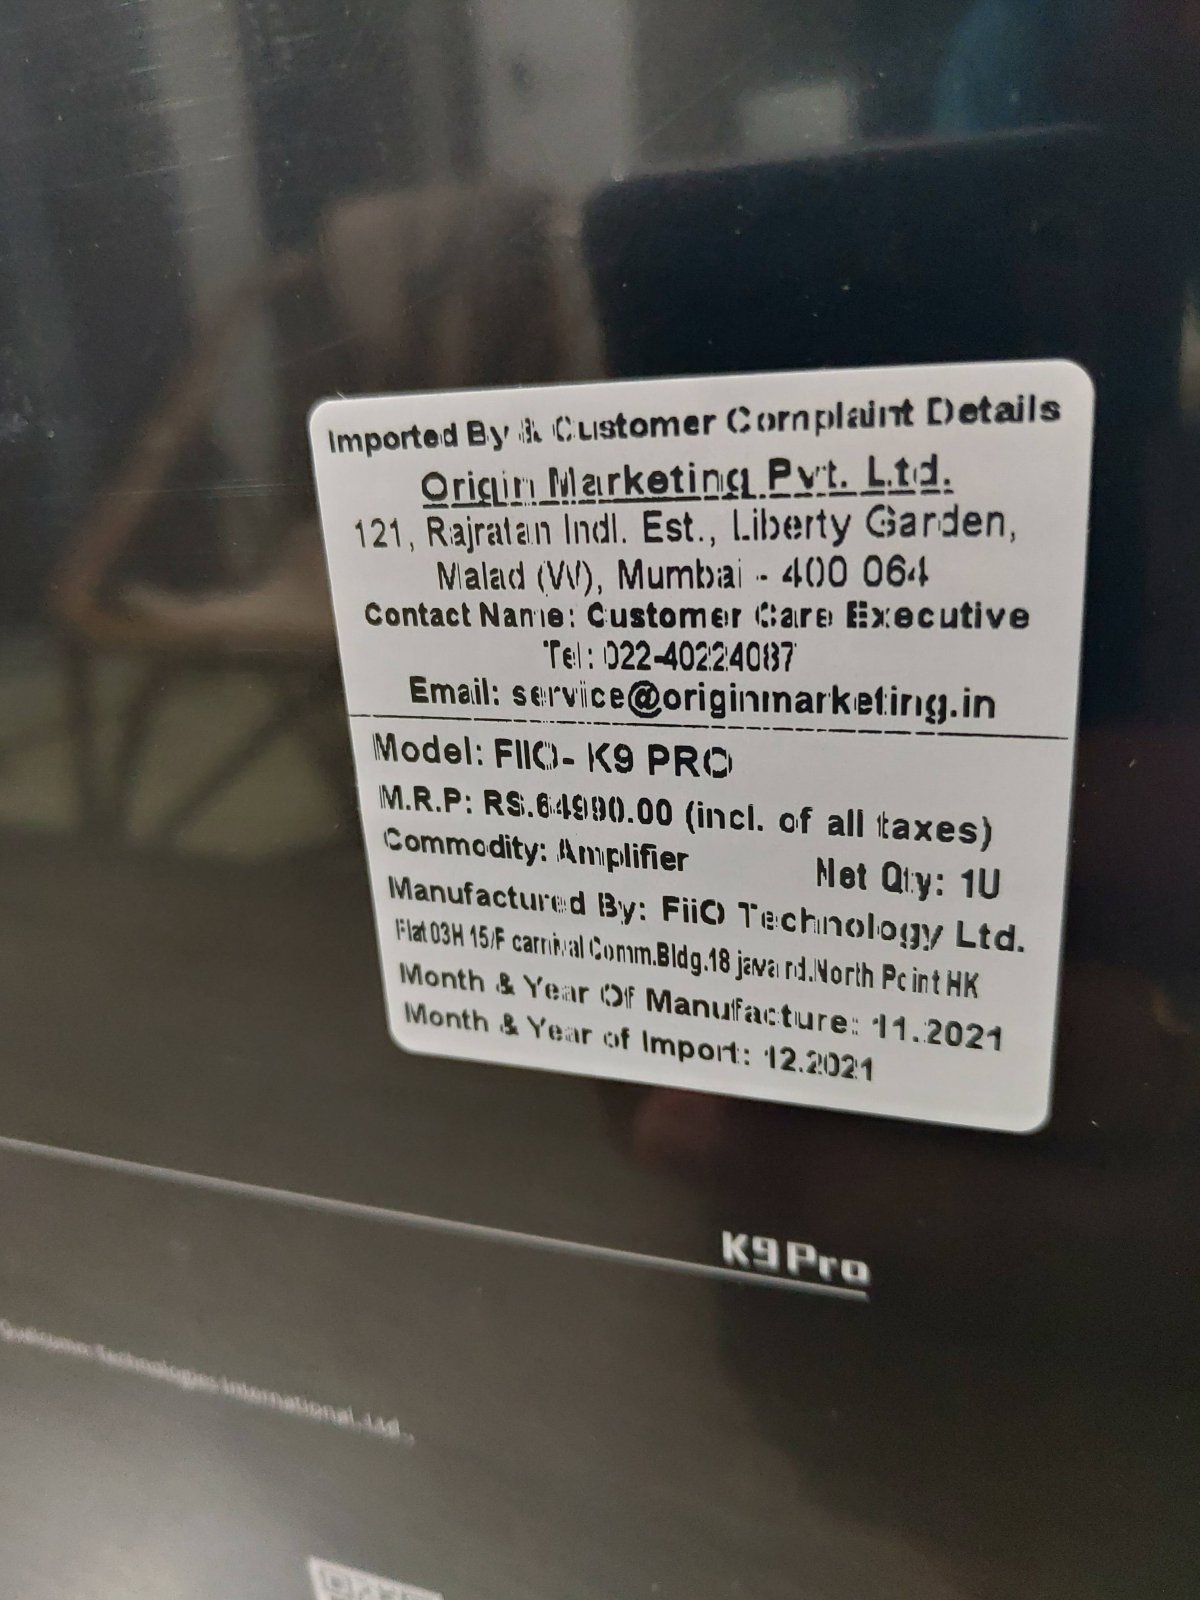 Imported By & Customer Complaint Details
Origin Marketing Pvt. Ltd.
121, Rajratan Indl. Est., Liberty Garden,
Malad (W), Mumbai - 400 064
Contact Name: Customer Care Executive
Tel: 022-40224087
Email: service@originmarketing.in
Model: FIIO- K9 PRO
M.R.P: RS.64990.00 (incl. of all taxes)
Commodity: Amplifier Net Qty: 1U
Manufactured By: FiiO Technology Ltd.
Flat 03H 15/F carnival Comm.Bldg.18 java rd.North Point HK
Month & Year Of Manufacture: 11.2021
Month & Year of Import: 12.2021
K9 Pro
Qualcomm Technologies International, Ltd.,